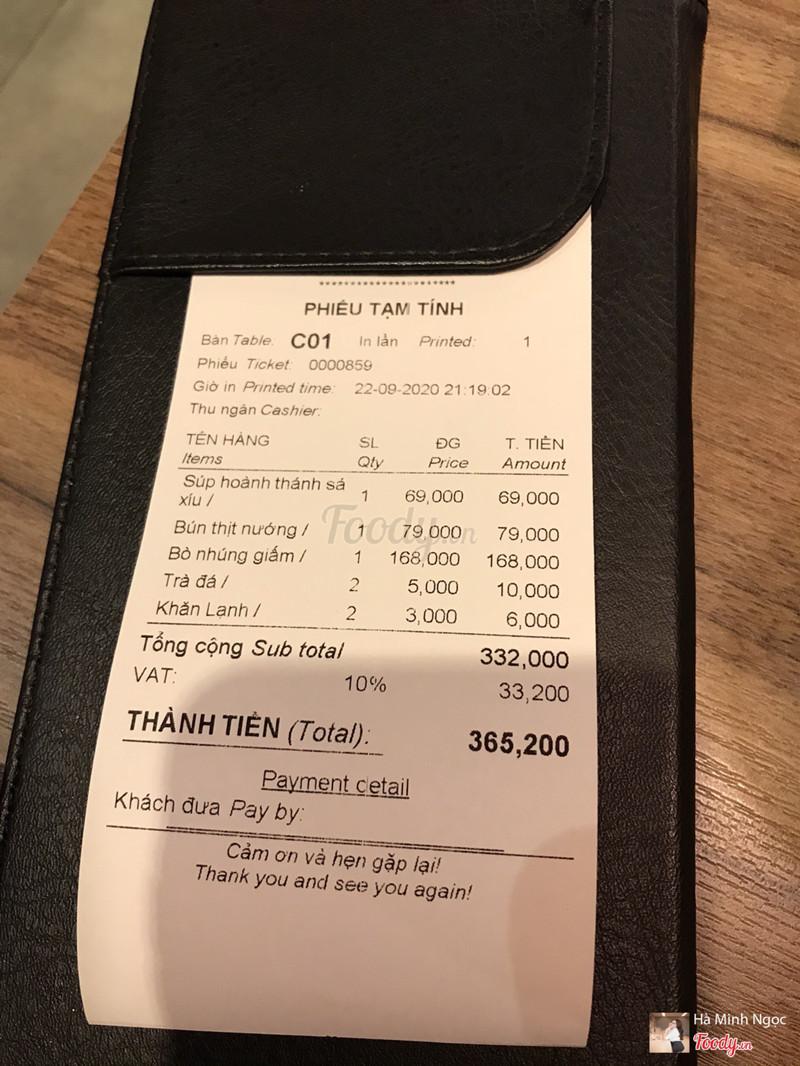 ********************
PHIẾU TẠM TÍNH
Bàn Table: C01 In lần Printed: 1
Phiếu Ticket: 0000859
Giờ in Printed time: 22-09-2020 21:19:02
Thu ngân Cashier:
TÊN HÀNG SL ĐG T. TIỀN
Items Qty Price Amount
Súp hoành thánh sá
xíu / 1 69,000 69,000
Bún thịt nướng / 1 79,000 79,000
Bò nhúng giấm / 1 168,000 168,000
Trà đá / 2 5,000 10,000
Khăn Lạnh / 2 3,000 6,000
Tổng cộng Sub total 332,000
VAT: 10% 33,200
THÀNH TIỀN (Total): 365,200
Payment detail
Khách đưa Pay by:
Cảm ơn và hẹn gặp lại!
Thank you and see you again!
Foody.vn
Hà Minh Ngọc
Foody.vn